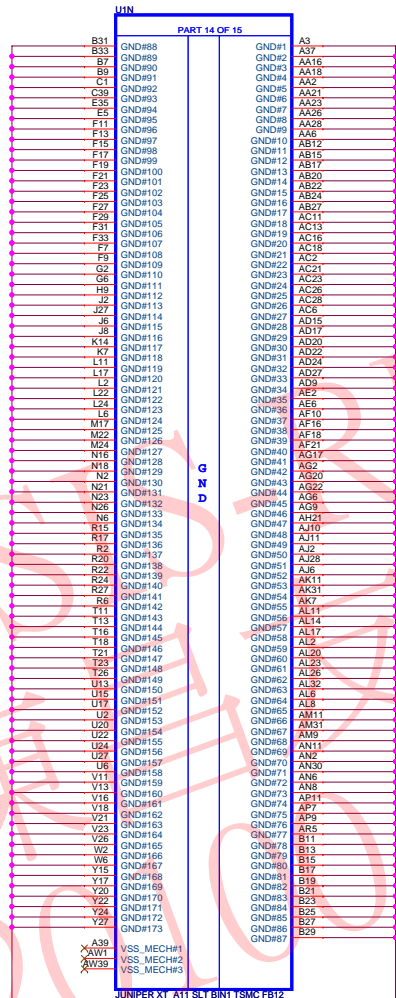 U1N
PART 14 OF 15
B31 GND#88 GND#1 A3
B33 GND#89 GND#2 A37
B7 GND#90 GND#3 AA16
B9 GND#91 GND#4 AA18
C1 GND#92 GND#5 AA2
C39 GND#93 GND#6 AA21
E35 GND#94 GND#7 AA23
E5 GND#95 GND#8 AA26
F11 GND#96 GND#9 AA28
F13 GND#97 GND#10 AA6
F15 GND#98 GND#11 AB12
F17 GND#99 GND#12 AB15
F19 GND#100 GND#13 AB17
F21 GND#101 GND#14 AB20
F23 GND#102 GND#15 AB22
F25 GND#103 GND#16 AB24
F27 GND#104 GND#17 AB27
F29 GND#105 GND#18 AC11
F31 GND#106 GND#19 AC13
F33 GND#107 GND#20 AC16
F7 GND#108 GND#21 AC18
F9 GND#109 GND#22 AC2
G2 GND#110 GND#23 AC21
G6 GND#111 GND#24 AC23
H9 GND#112 GND#25 AC26
J2 GND#113 GND#26 AC28
J27 GND#114 GND#27 AC6
J6 GND#115 GND#28 AD15
J8 GND#116 GND#29 AD17
K14 GND#117 GND#30 AD20
K7 GND#118 GND#31 AD22
L11 GND#119 GND#32 AD24
L17 GND#120 GND#33 AD27
L2 GND#121 GND#34 AD9
L22 GND#122 GND#35 AE2
L24 GND#123 GND#36 AE6
L6 GND#124 GND#37 AF10
M17 GND#125 GND#38 AF16
M22 GND#126 GND#39 AF18
M24 GND#127 GND#40 AF21
N16 GND#128 GND#41 AG17
N18 GND#129 GND#42 AG2
N2 GND#130 GND#43 AG20
N21 GND#131 GND#44 AG22
N23 GND#132 GND#45 AG6
N26 GND#133 GND#46 AG9
N6 GND#134 GND#47 AH21
R15 GND#135 GND#48 AJ10
R17 GND#136 GND#49 AJ11
R2 GND#137 GND#50 AJ2
R20 GND#138 GND#51 AJ28
R22 GND#139 GND#52 AJ6
R24 GND#140 GND#53 AK11
R27 GND#141 GND#54 AK31
R6 GND#142 GND#55 AK7
T11 GND#143 GND#56 AL11
T13 GND#144 GND#57 AL14
T16 GND#145 GND#58 AL17
T18 GND#146 GND#59 AL2
T21 GND#147 GND#60 AL20
T23 GND#148 GND#61 AL23
T26 GND#149 GND#62 AL26
U13 GND#150 GND#63 AL32
U15 GND#151 GND#64 AL6
U17 GND#152 GND#65 AL8
U2 GND#153 GND#66 AM11
U20 GND#154 GND#67 AM31
U22 GND#155 GND#68 AM9
U24 GND#156 GND#69 AN11
U27 GND#157 GND#70 AN2
U6 GND#158 GND#71 AN30
V11 GND#159 GND#72 AN6
V13 GND#160 GND#73 AN8
V16 GND#161 GND#74 AP11
V18 GND#162 GND#75 AP7
V21 GND#163 GND#76 AP9
V23 GND#164 GND#77 AR5
V26 GND#165 GND#78 B11
W2 GND#166 GND#79 B13
W6 GND#167 GND#80 B15
Y15 GND#168 GND#81 B17
Y17 GND#169 GND#82 B19
Y20 GND#170 GND#83 B21
Y22 GND#171 GND#84 B23
Y24 GND#172 GND#85 B25
Y27 GND#173 GND#86 B27
GND#87 B29
G
N
D
A39 VSS_MECH#1
AW1 VSS_MECH#2
AW39 VSS_MECH#3
JUNIPER XT A11 SLT BIN1 TSMC FB12